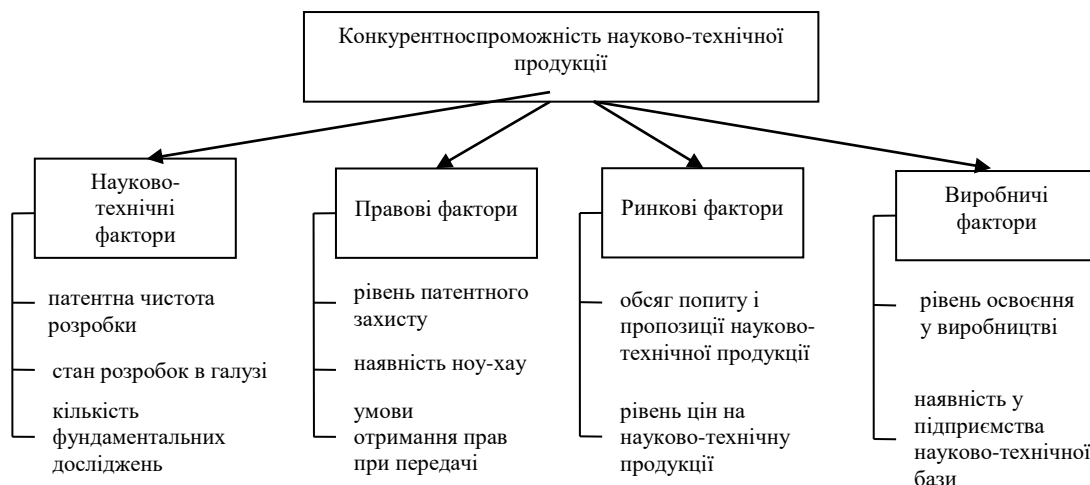 Конкурентноспроможність науково-технічної
продукції
Науково-
технічні
фактори
патентна чистота
розробки
стан розробок в галузі
кількість
фундаментальних
досліджень
Правові фактори
рівень патентного
захисту
наявність ноу-хау
умови
отримання прав
при передачі
Ринкові фактори
обсяг попиту і
пропозиції науково-
технічної продукції
рівень цін на
науково-технічну
продукції
Виробничі
фактори
рівень освоєння
у виробництві
наявність у
підприємства
науково-технічної
бази